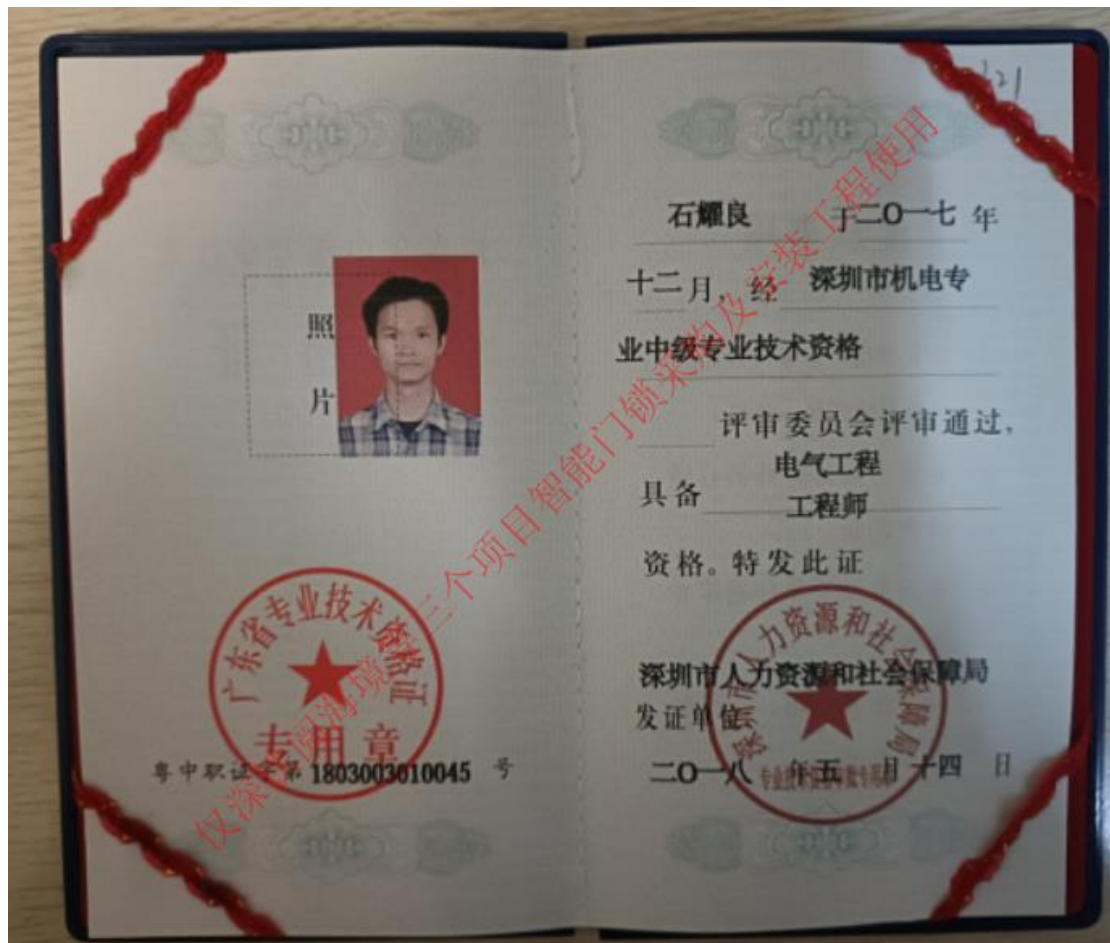 照
片
广东省专业技术资格证
专用章
粤中职证字第 1803003010045 号
石耀良 于二O一七 年
十二月，经 深圳市机电专
业中级专业技术资格
评审委员会评审通过，
具备 电气工程
工程师
资格。特发此证
深圳市人力资源和社会保障局
深圳市人力资源和社会保障局
发证单位
二O一八 年五 月十四 日
三个项目智能门锁采购及安装工程使用